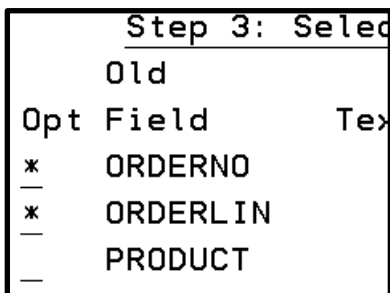 Step 3: Selec
Old
Opt Field Tex
* ORDERNO
* ORDERLIN
_ PRODUCT